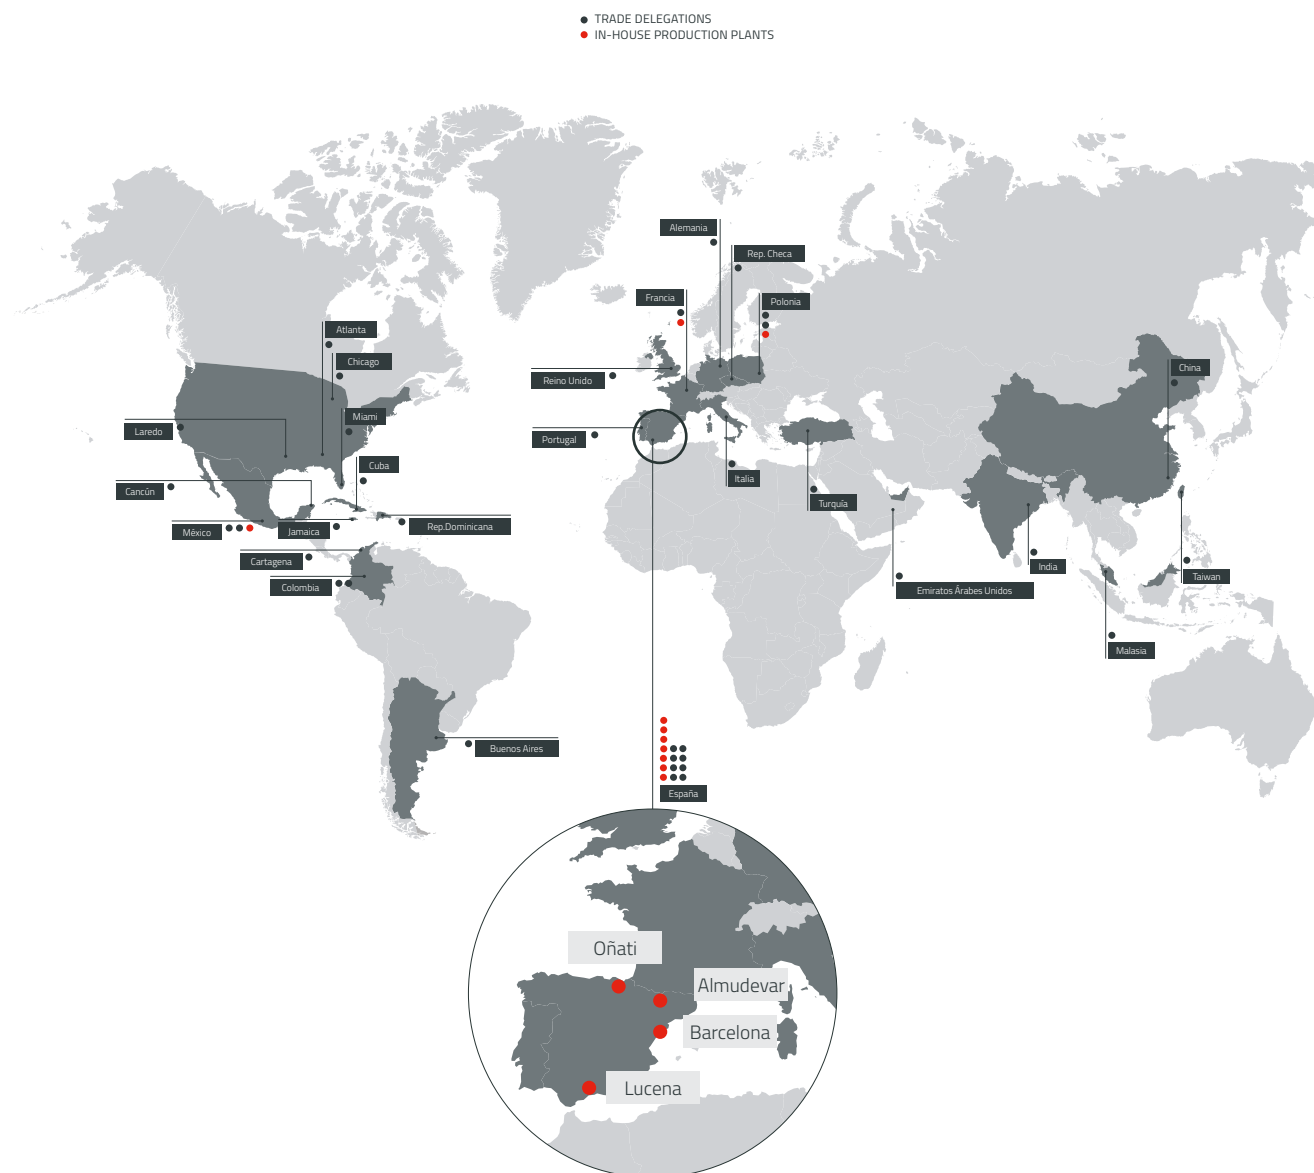 TRADE DELEGATIONS
IN-HOUSE PRODUCTION PLANTS
Alemania
Rep. Checa
Francia
Polonia
Atlanta
Chicago
China
Reino Unido
Miami
Laredo
Portugal
Cuba
Italia
Cancún
Turquía
México
Jamaica
Rep.Dominicana
Cartagena
India
Colombia
Taiwan
Emiratos Árabes Unidos
Malasia
Buenos Aires
España
Oñati
Almudevar
Barcelona
Lucena